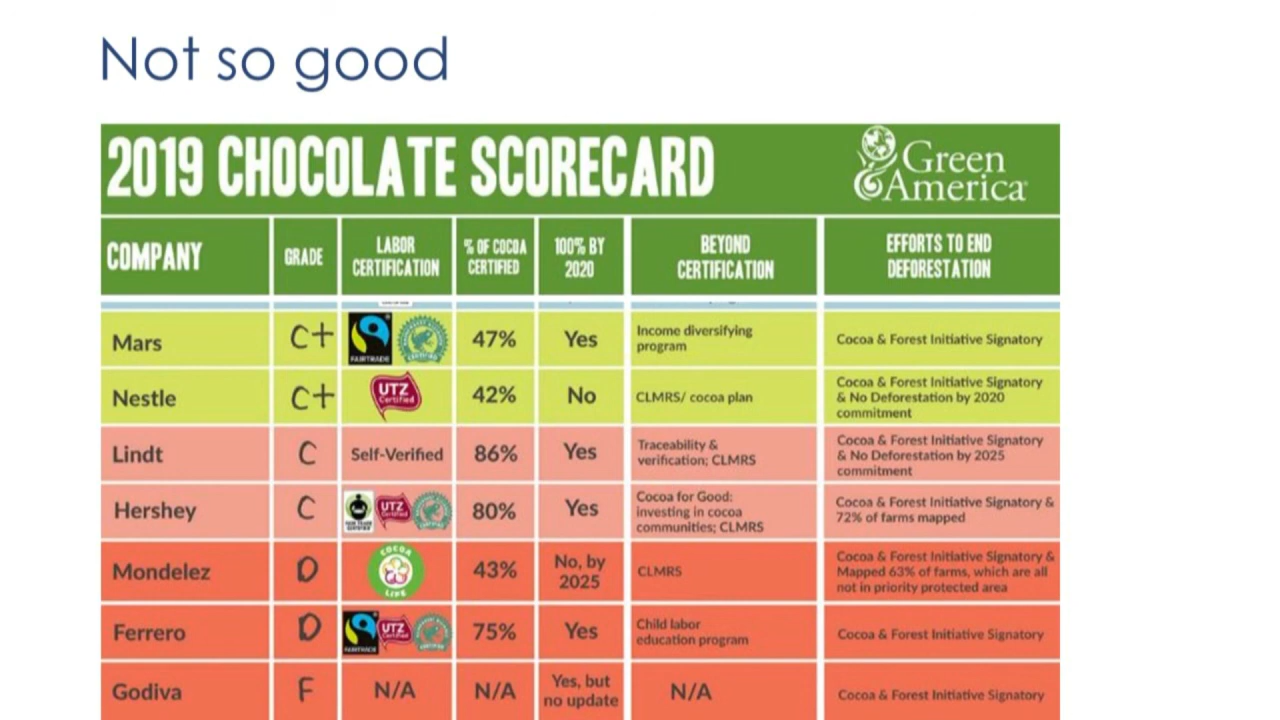 Not so good
2019 CHOCOLATE SCORECARD
Green
America
COMPANY
GRADE
LABOR
CERTIFICATION
% OF COCOA
CERTIFIED
100% BY
2020
BEYOND
CERTIFICATION
EFFORTS TO END
DEFORESTATION
Mars
C+
FAIRTRADE
47%
Yes
Income diversifying
program
Cocoa & Forest Initiative Signatory
Nestle
C+
UTZ
Certified
42%
No
CLMRS/ cocoa plan
Cocoa & Forest Initiative Signatory
& No Deforestation by 2020
commitment
Lindt
C
Self-Verified
86%
Yes
Traceability &
verification; CLMRS
Cocoa & Forest Initiative Signatory
& No Deforestation by 2025
commitment
Hershey
C
FAIR TRADE
CERTIFIED
UTZ
Certified
80%
Yes
Cocoa for Good:
investing in cocoa
communities; CLMRS
Cocoa & Forest Initiative Signatory &
72% of farms mapped
Mondelez
D
COCOA
LIFE
43%
No, by
2025
CLMRS
Cocoa & Forest Initiative Signatory &
Mapped 63% of farms, which are all
not in priority protected area
Ferrero
D
FAIRTRADE
UTZ
Certified
75%
Yes
Child labor
education program
Cocoa & Forest Initiative Signatory
Godiva
F
N/A
N/A
Yes, but
no update
N/A
Cocoa & Forest Initiative Signatory